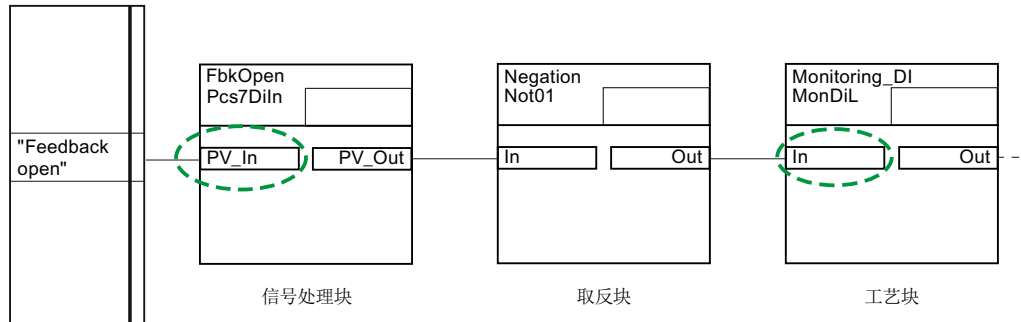 "Feedback
open"
FbkOpen
Pcs7DiIn
PV_In
PV_Out
信号处理块
Negation
Not01
In
Out
取反块
Monitoring_DI
MonDiL
In
Out
工艺块